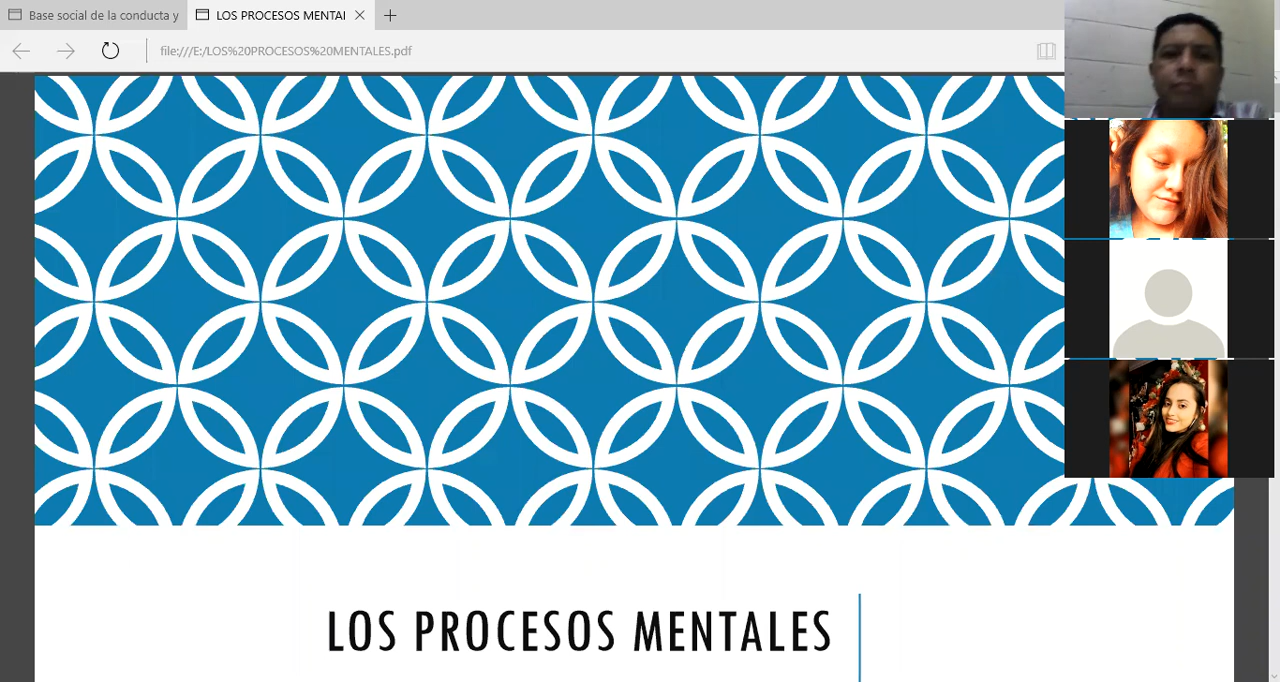 Base social de la conducta y
LOS PROCESOS MENTAI
file:///E:/LOS%20PROCESOS%20MENTALES.pdf
LOS PROCESOS MENTALES